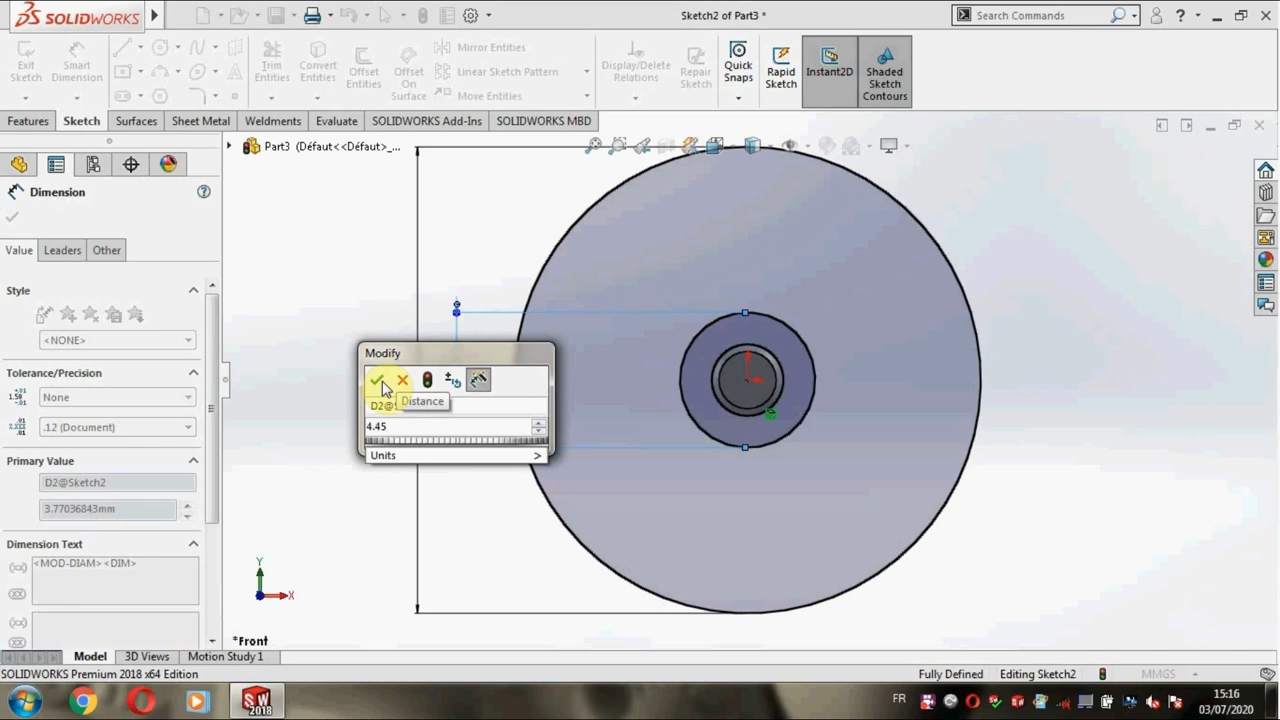 SOLIDWORKS
Sketch2 of Part3 *
Search Commands
Exit Sketch
Smart Dimension
Trim Entities
Convert Entities
Offset Entities
Offset On Surface
Mirror Entities
Linear Sketch Pattern
Move Entities
Display/Delete Relations
Repair Sketch
Quick Snaps
Rapid Sketch
Instant2D
Shaded Sketch Contours
Features
Sketch
Surfaces
Sheet Metal
Weldments
Evaluate
SOLIDWORKS Add-Ins
SOLIDWORKS MBD
Part3 (Défaut<<Défaut>_...
Dimension
Value
Leaders
Other
Style
<NONE>
Tolerance/Precision
None
.12 (Document)
Primary Value
D2@Sketch2
3.77036843mm
Dimension Text
<MOD-DIAM><DIM>
Modify
Distance
4.45
Units
Y
X
*Front
Model
3D Views
Motion Study 1
SOLIDWORKS Premium 2018 x64 Edition
Fully Defined
Editing Sketch2
MMGS
SW
2018
FR
15:16
03/07/2020